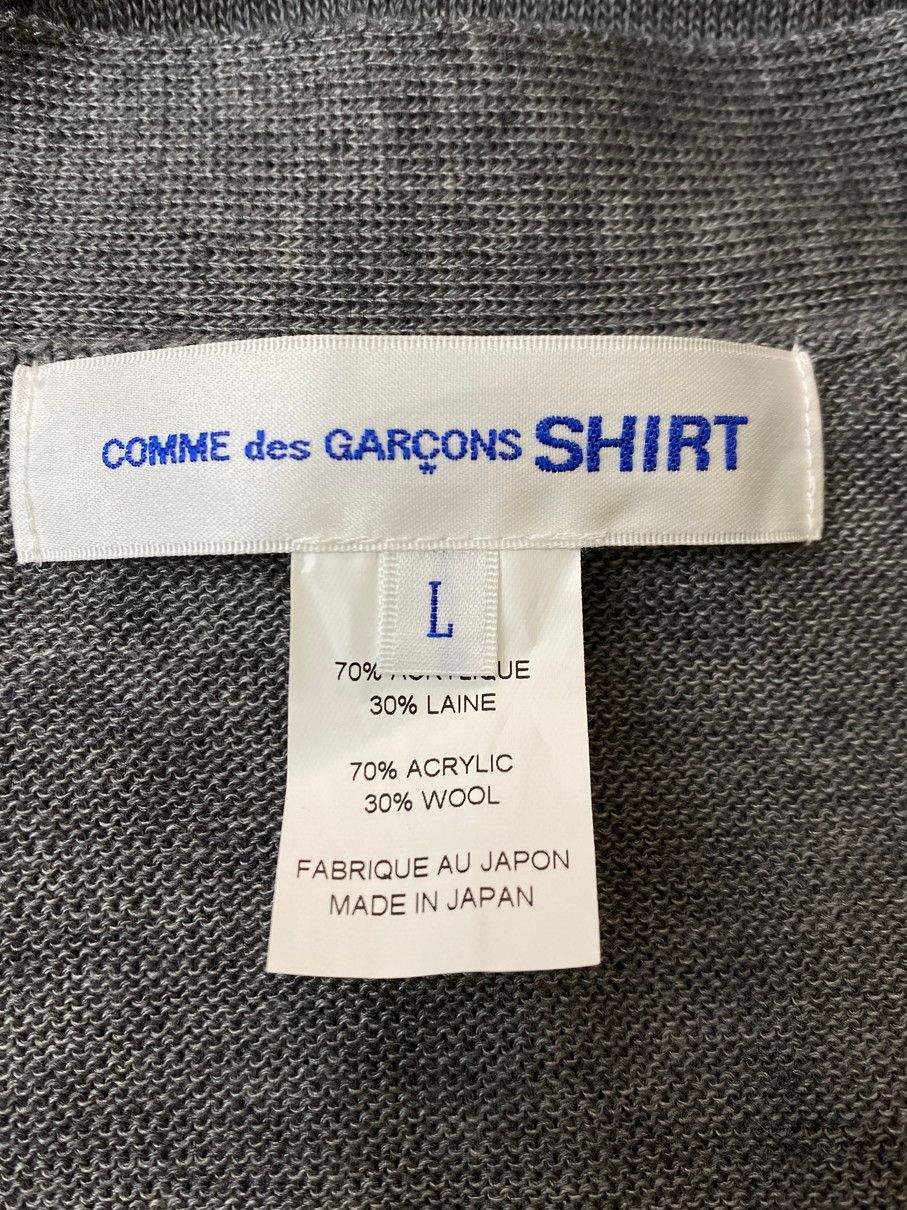 COMME des GARÇONS SHIRT
L
70% ACRYLIQUE
30% LAINE
70% ACRYLIC
30% WOOL
FABRIQUE AU JAPON
MADE IN JAPAN